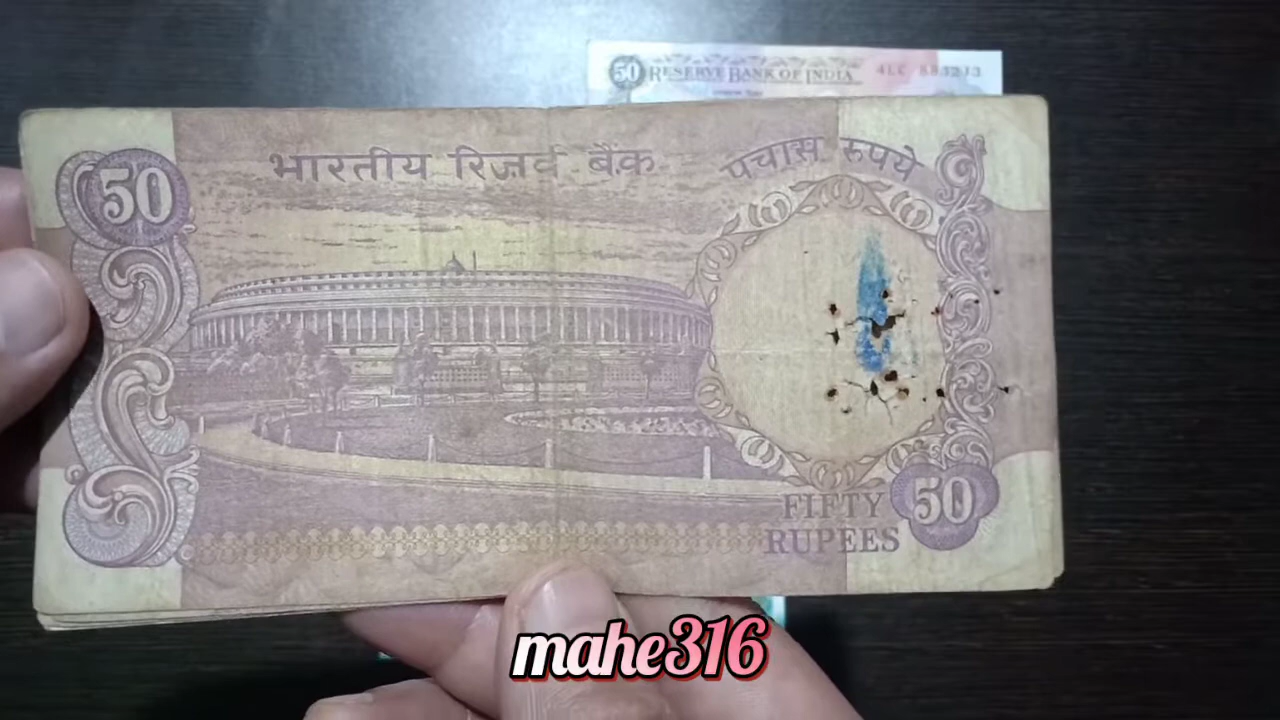 50 RESERVE BANK OF INDIA 4LC 883213
भारतीय रिज़र्व बैंक
पचास रुपये
50
FIFTY
RUPEES
50
mahe316